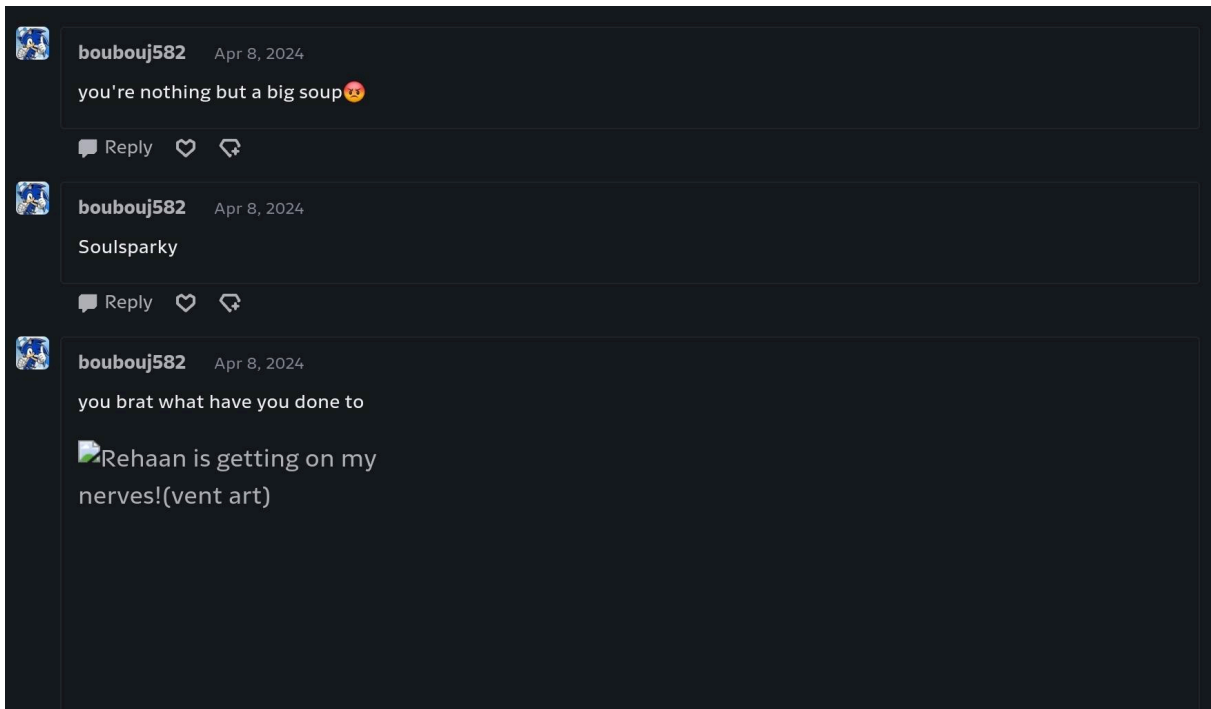 boubouj582 Apr 8, 2024
you're nothing but a big soup😡
Reply
boubouj582 Apr 8, 2024
Soulsparky
Reply
boubouj582 Apr 8, 2024
you brat what have you done to
Rehaan is getting on my
nerves!(vent art)